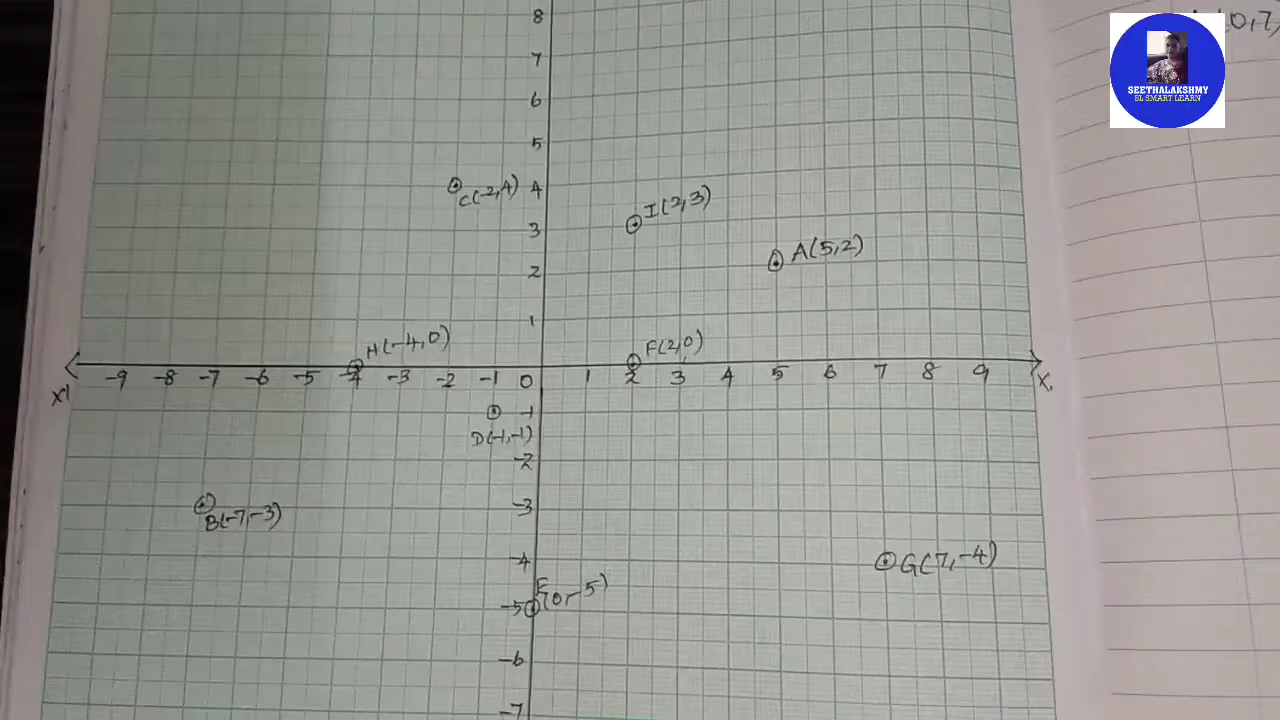 8
7
6
5
4
3
2
1
C(-2,4)
I(2,3)
A(5,2)
H(-4,0)
F(2,0)
X'
-9 -8 -7 -6 -5 -4 -3 -2 -1 0 1 2 3 4 5 6 7 8 9
X
-1
D(-1,-1)
-2
-3
B(-7,-3)
-4
G(7,-4)
E(0,-5)
-5
-6
-7
SEETHALAKSHMY
SL SMART LEARN
(0,7)